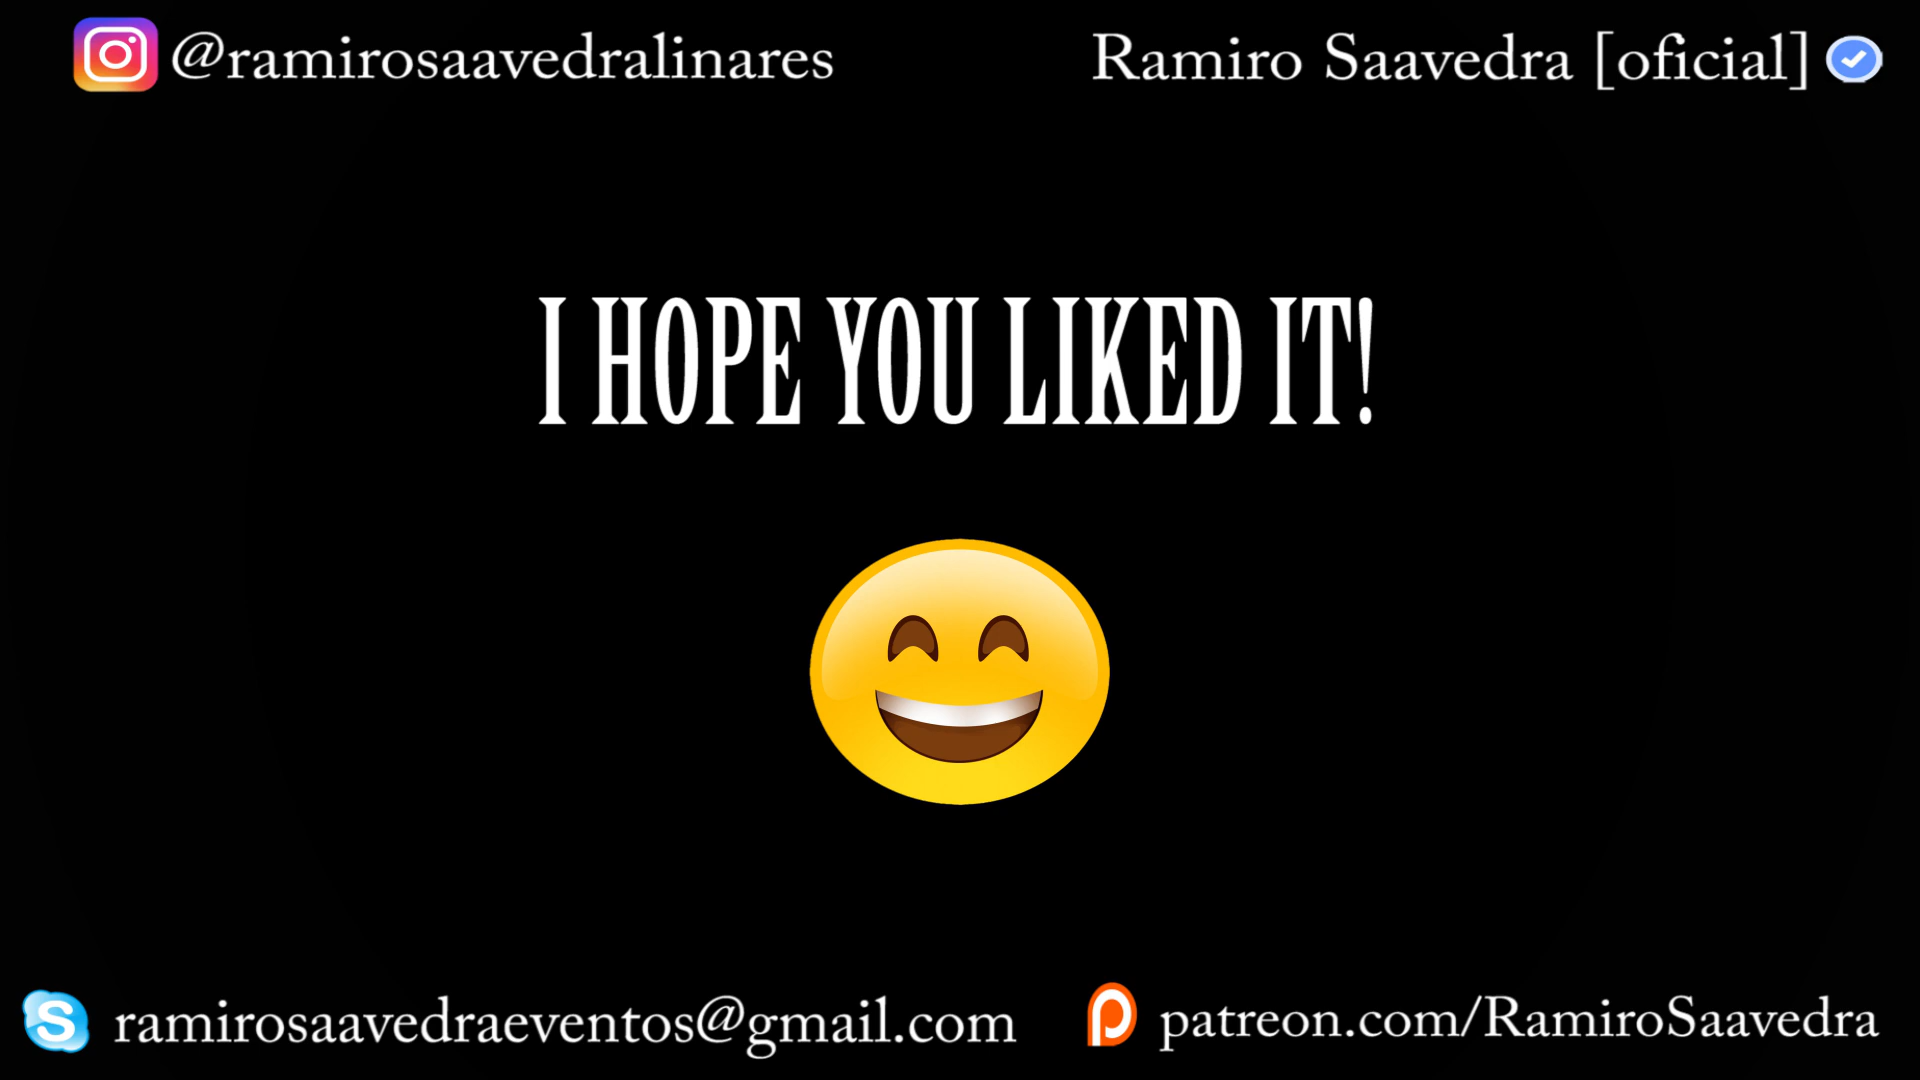 @ramirosaavedralinares
Ramiro Saavedra [oficial]
I HOPE YOU LIKED IT!
S ramirosaavedraeventos@gmail.com
patreon.com/RamiroSaavedra